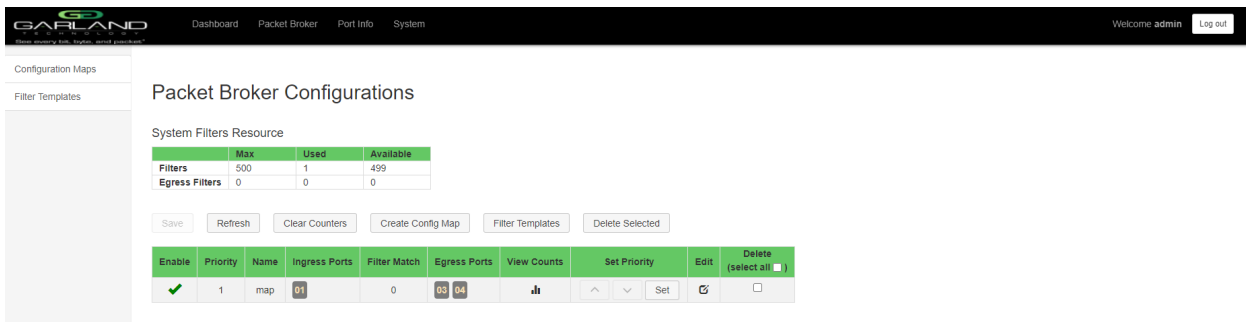 GARLAND
TECHNOLOGY
See every bit, byte, and packet®
Dashboard Packet Broker Port Info System
Welcome admin Log out
Configuration Maps
Filter Templates
Packet Broker Configurations
System Filters Resource
Max Used Available
Filters 500 1 499
Egress Filters 0 0 0
Save Refresh Clear Counters Create Config Map Filter Templates Delete Selected
Enable Priority Name Ingress Ports Filter Match Egress Ports View Counts Set Priority Edit Delete
(select all )
1 map 01 0 03 04 Set